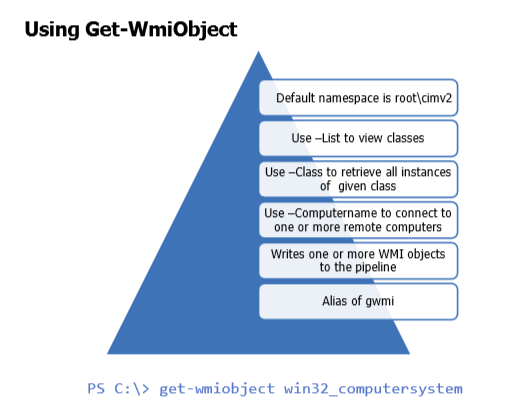 Using Get-WmiObject
Default namespace is root\cimv2
Use –List to view classes
Use –Class to retrieve all instances
of given class
Use –Computername to connect to
one or more remote computers
Writes one or more WMI objects
to the pipeline
Alias of gwmi
PS C:\> get-wmiobject win32_computersystem